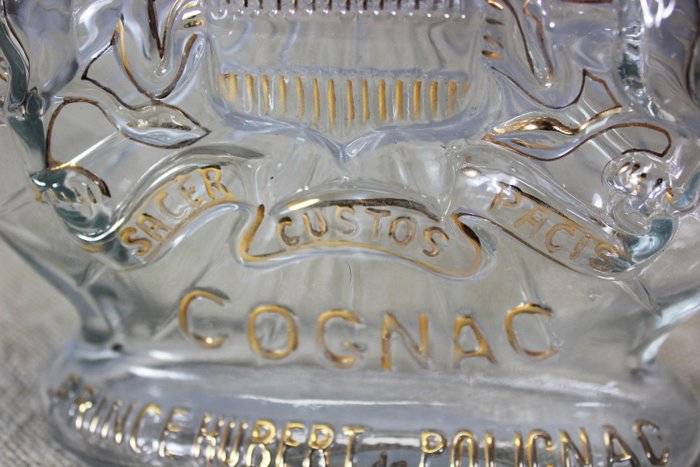 SACER CUSTOS PACIS
COGNAC
PRINCE HUBERT de POLIGNAC